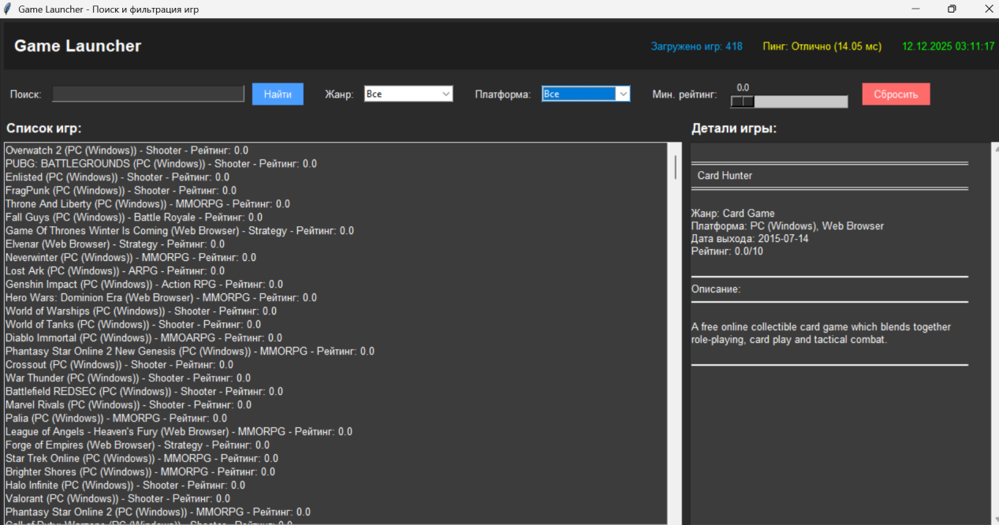 Game Launcher - Поиск и фильтрация игр
Game Launcher
Загружено игр: 418
Пинг: Отлично (14.05 мс)
12.12.2025 03:11:17
Поиск:
Найти
Жанр:
Все
Платформа:
Все
Мин. рейтинг:
0.0
Сбросить
Список игр:
Overwatch 2 (PC (Windows)) - Shooter - Рейтинг: 0.0
PUBG: BATTLEGROUNDS (PC (Windows)) - Shooter - Рейтинг: 0.0
Enlisted (PC (Windows)) - Shooter - Рейтинг: 0.0
FragPunk (PC (Windows)) - Shooter - Рейтинг: 0.0
Throne And Liberty (PC (Windows)) - MMORPG - Рейтинг: 0.0
Fall Guys (PC (Windows)) - Battle Royale - Рейтинг: 0.0
Game Of Thrones Winter Is Coming (Web Browser) - Strategy - Рейтинг: 0.0
Elvenar (Web Browser) - Strategy - Рейтинг: 0.0
Neverwinter (PC (Windows)) - MMORPG - Рейтинг: 0.0
Lost Ark (PC (Windows)) - ARPG - Рейтинг: 0.0
Genshin Impact (PC (Windows)) - Action RPG - Рейтинг: 0.0
Hero Wars: Dominion Era (Web Browser) - MMORPG - Рейтинг: 0.0
World of Warships (PC (Windows)) - Shooter - Рейтинг: 0.0
World of Tanks (PC (Windows)) - Shooter - Рейтинг: 0.0
Diablo Immortal (PC (Windows)) - MMOARPG - Рейтинг: 0.0
Phantasy Star Online 2 New Genesis (PC (Windows)) - MMORPG - Рейтинг: 0.0
Crossout (PC (Windows)) - Shooter - Рейтинг: 0.0
War Thunder (PC (Windows)) - Shooter - Рейтинг: 0.0
Battlefield REDSEC (PC (Windows)) - Shooter - Рейтинг: 0.0
Marvel Rivals (PC (Windows)) - Shooter - Рейтинг: 0.0
Palia (PC (Windows)) - MMORPG - Рейтинг: 0.0
League of Angels - Heaven's Fury (Web Browser) - MMORPG - Рейтинг: 0.0
Forge of Empires (Web Browser) - Strategy - Рейтинг: 0.0
Star Trek Online (PC (Windows)) - MMORPG - Рейтинг: 0.0
Brighter Shores (PC (Windows)) - MMORPG - Рейтинг: 0.0
Halo Infinite (PC (Windows)) - Shooter - Рейтинг: 0.0
Valorant (PC (Windows)) - Shooter - Рейтинг: 0.0
Phantasy Star Online 2 (PC (Windows)) - MMORPG - Рейтинг: 0.0
Call of Duty: Warzone (PC (Windows)) - Shooter - Рейтинг: 0.0
Детали игры:
Card Hunter
Жанр: Card Game
Платформа: PC (Windows), Web Browser
Дата выхода: 2015-07-14
Рейтинг: 0.0/10
Описание:
A free online collectible card game which blends together
role-playing, card play and tactical combat.